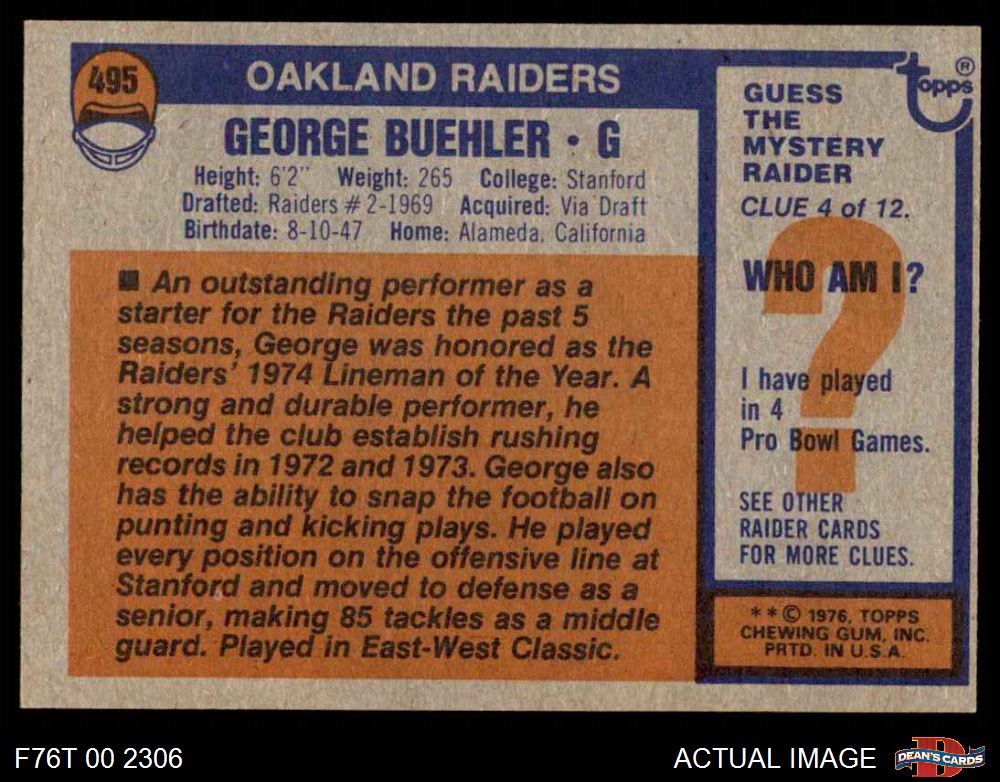 495
OAKLAND RAIDERS
GEORGE BUEHLER • G
Height: 6'2" Weight: 265 College: Stanford
Drafted: Raiders #2-1969 Acquired: Via Draft
Birthdate: 8-10-47 Home: Alameda, California
■ An outstanding performer as a
starter for the Raiders the past 5
seasons, George was honored as the
Raiders' 1974 Lineman of the Year. A
strong and durable performer, he
helped the club establish rushing
records in 1972 and 1973. George also
has the ability to snap the football on
punting and kicking plays. He played
every position on the offensive line at
Stanford and moved to defense as a
senior, making 85 tackles as a middle
guard. Played in East-West Classic.
Topps®
GUESS
THE
MYSTERY
RAIDER
CLUE 4 of 12.
WHO AM I?
I have played
in 4
Pro Bowl Games.
SEE OTHER
RAIDER CARDS
FOR MORE CLUES.
**© 1976, TOPPS
CHEWING GUM, INC.
PRTD. IN U.S.A.
F76T 00 2306
ACTUAL IMAGE
D
DEAN'S CARDS